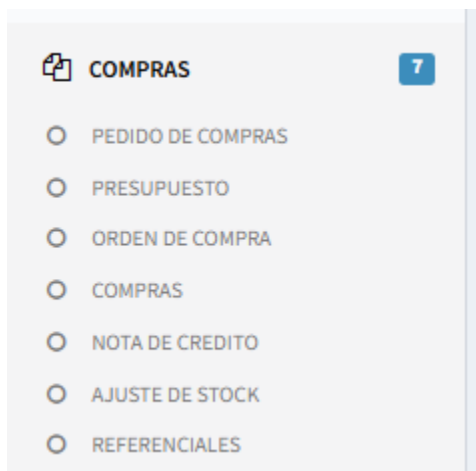 COMPRAS 7
PEDIDO DE COMPRAS
PRESUPUESTO
ORDEN DE COMPRA
COMPRAS
NOTA DE CREDITO
AJUSTE DE STOCK
REFERENCIALES